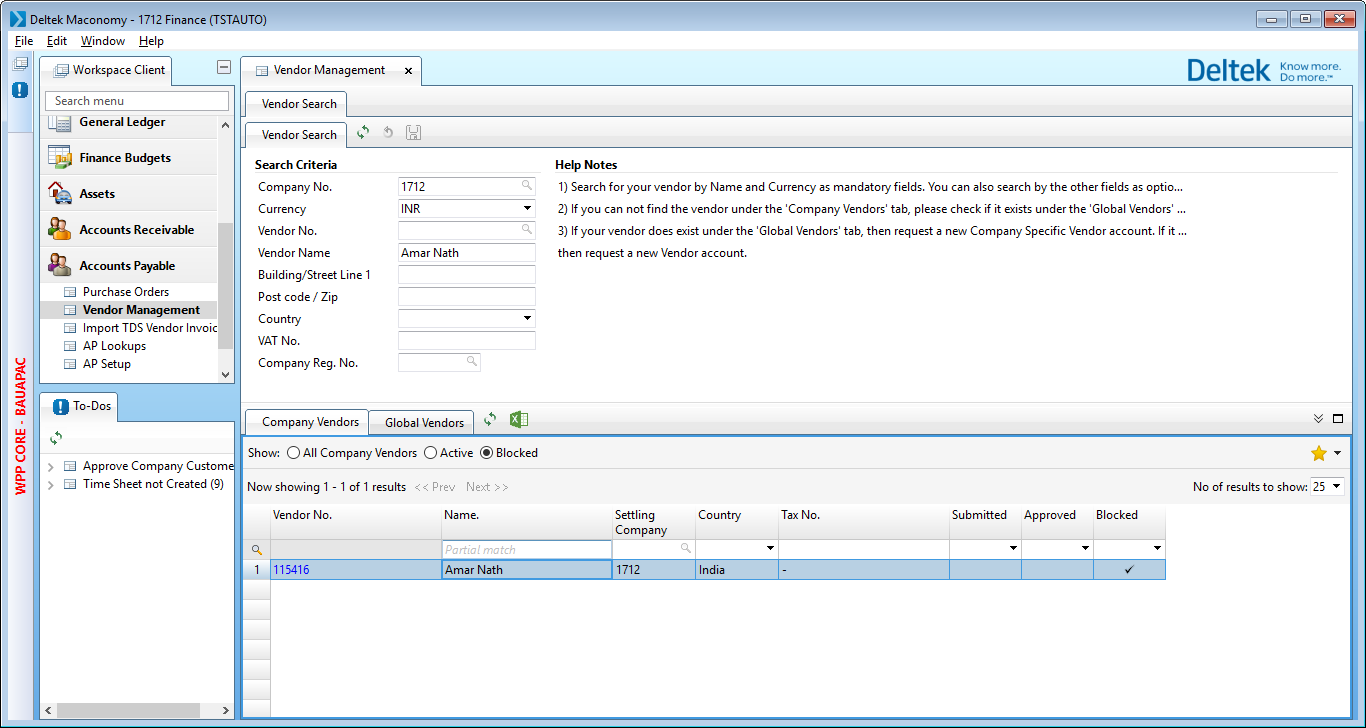 Deltek Maconomy - 1712 Finance (TSTAUTO)
File Edit Window Help
Workspace Client
Search menu
General Ledger
Finance Budgets
Assets
Accounts Receivable
Accounts Payable
Purchase Orders
Vendor Management
Import TDS Vendor Invoic
AP Lookups
AP Setup
WPP CORE - BAUAPAC
To-Dos
Approve Company Custome
Time Sheet not Created (9)
Vendor Management
Deltek Know more.
Do more.™
Vendor Search
Vendor Search
Search Criteria
Company No. 1712
Currency INR
Vendor No.
Vendor Name Amar Nath
Building/Street Line 1
Post code / Zip
Country
VAT No.
Company Reg. No.
Help Notes
1) Search for your vendor by Name and Currency as mandatory fields. You can also search by the other fields as optio...
2) If you can not find the vendor under the 'Company Vendors' tab, please check if it exists under the 'Global Vendors' ...
3) If your vendor does exist under the 'Global Vendors' tab, then request a new Company Specific Vendor account. If it ...
then request a new Vendor account.
Company Vendors Global Vendors
Show: All Company Vendors Active Blocked
Now showing 1 - 1 of 1 results << Prev Next >> No of results to show: 25
Vendor No. Name. Settling Company Country Tax No. Submitted Approved Blocked
Partial match
1 115416 Amar Nath 1712 India - ✓